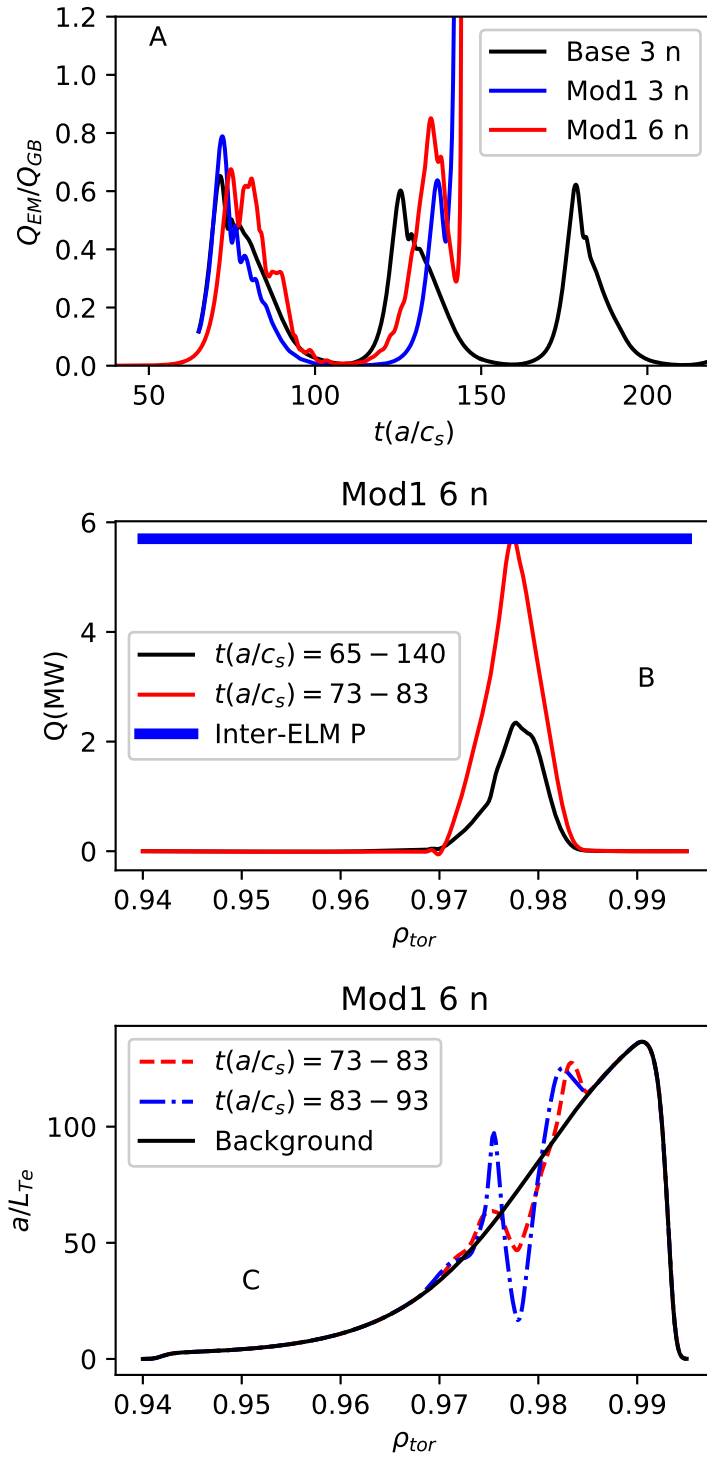 A
Base 3 n
Mod1 3 n
Mod1 6 n
Q_EM/Q_GB
1.2
1.0
0.8
0.6
0.4
0.2
0.0
50 100 150 200
t(a/c_s)
Mod1 6 n
Q(MW)
6
4
2
0
t(a/c_s) = 65 − 140
t(a/c_s) = 73 − 83
Inter-ELM P
B
0.94 0.95 0.96 0.97 0.98 0.99
ρ_tor
Mod1 6 n
a/L_Te
100
50
0
t(a/c_s) = 73 − 83
t(a/c_s) = 83 − 93
Background
C
0.94 0.95 0.96 0.97 0.98 0.99
ρ_tor